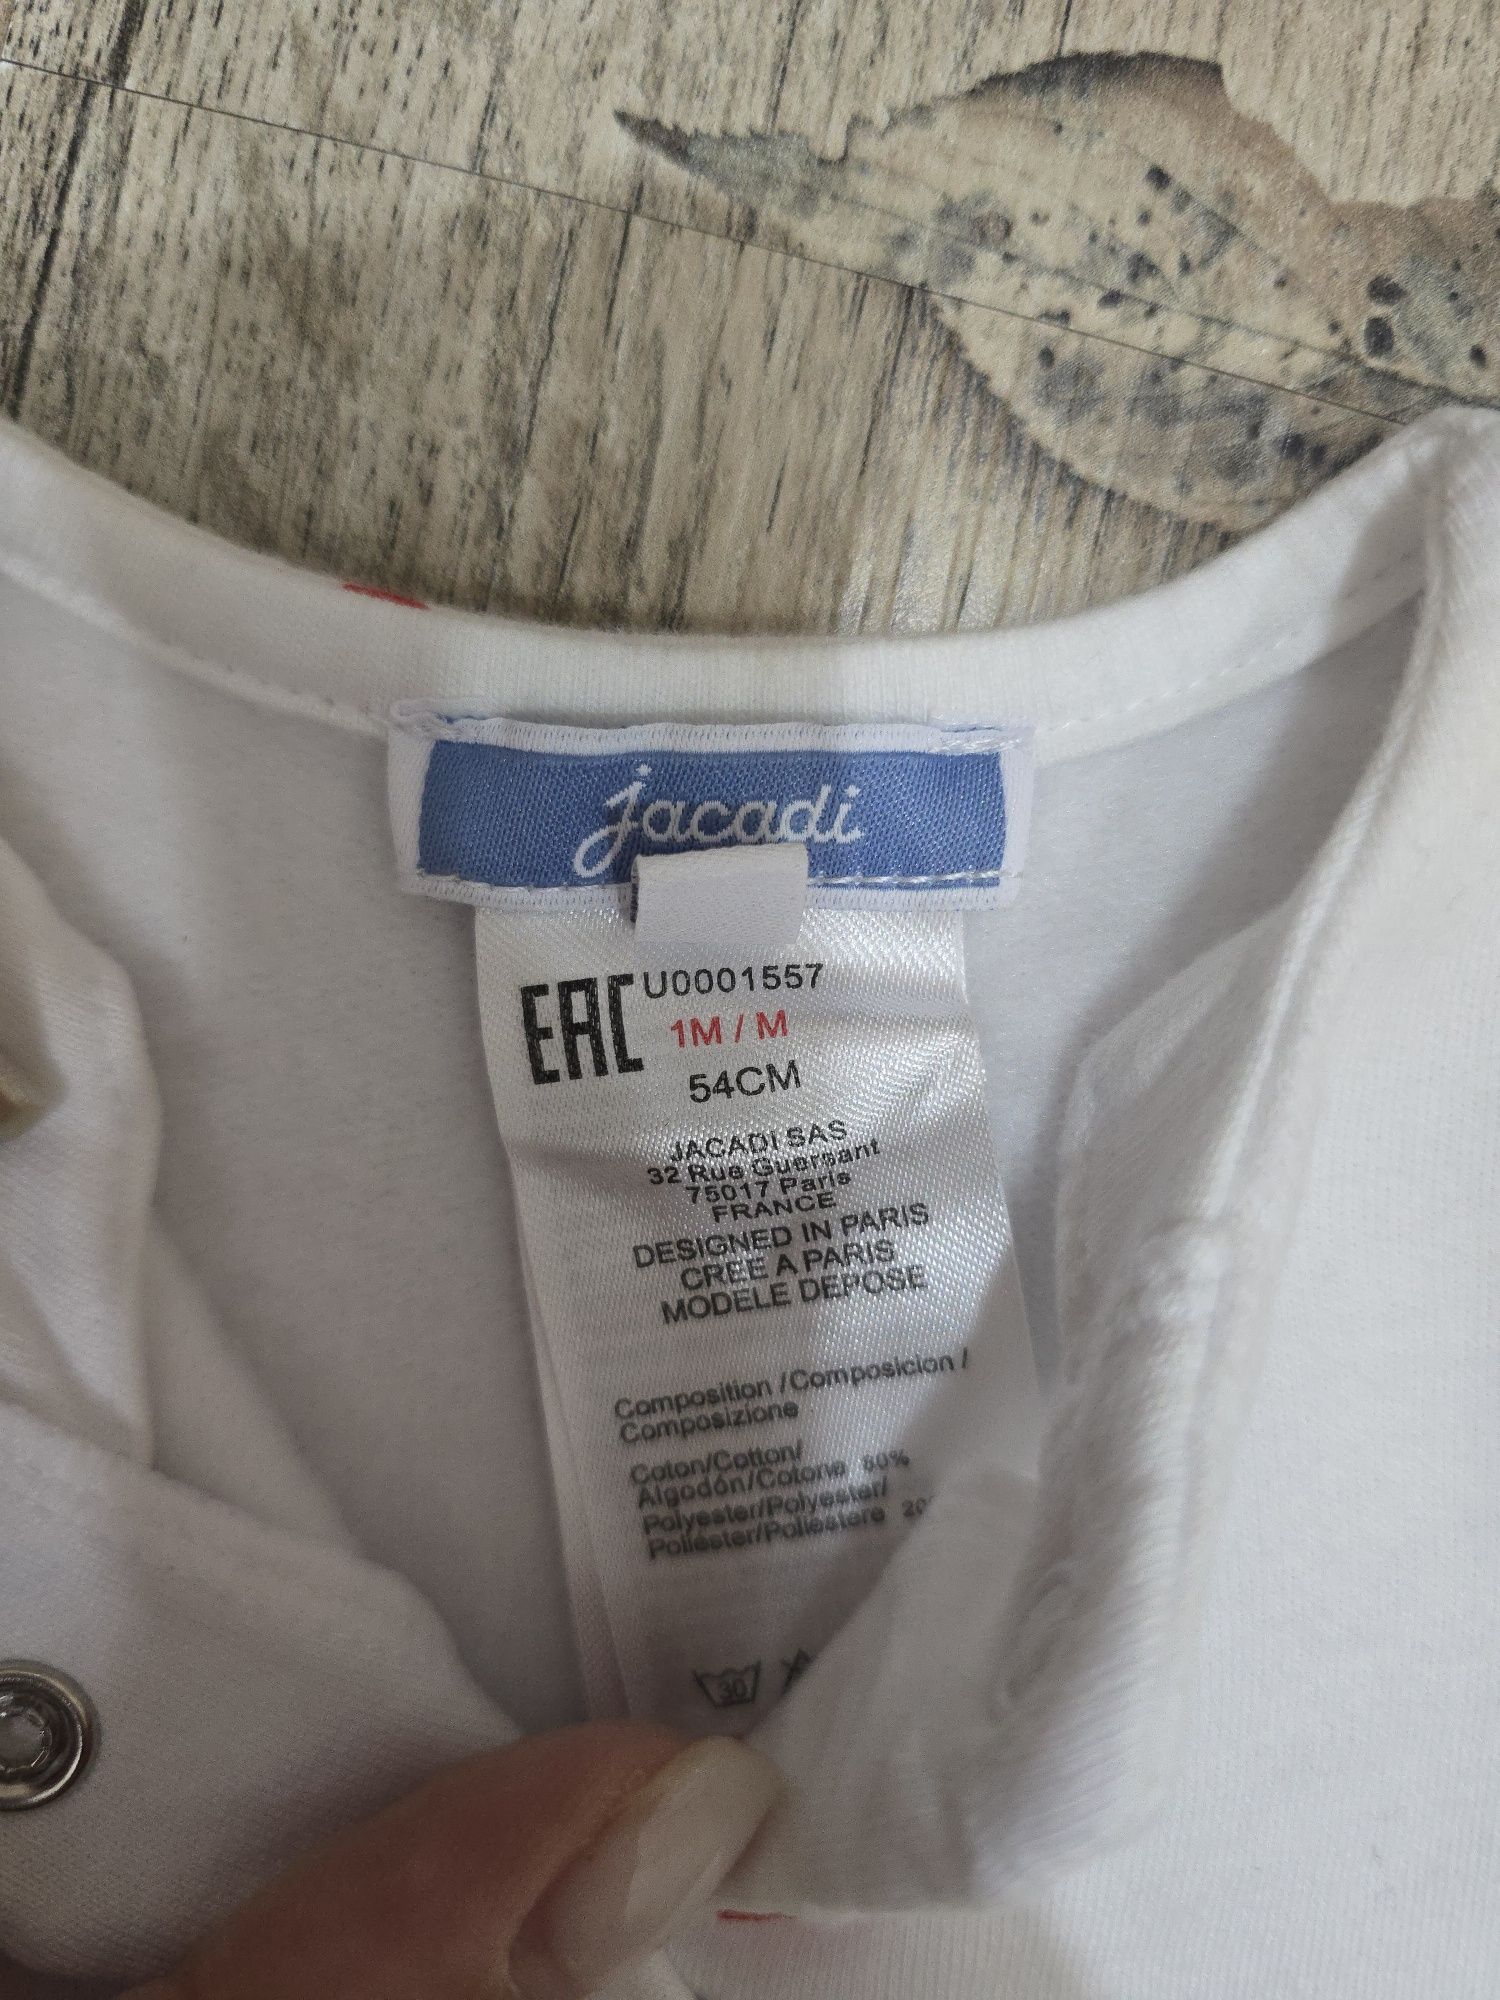 jacadi
EAC U0001557
1M / M
54CM
JACADI SAS
32 Rue Guersant
75017 Paris
FRANCE
DESIGNED IN PARIS
CREE A PARIS
MODELE DEPOSE
Composition /Composicion /
Composizione
Coton/Cotton/
Algodón/Cotone 80%
Polyester/Polyester/
Poliéster/Poliestere
30